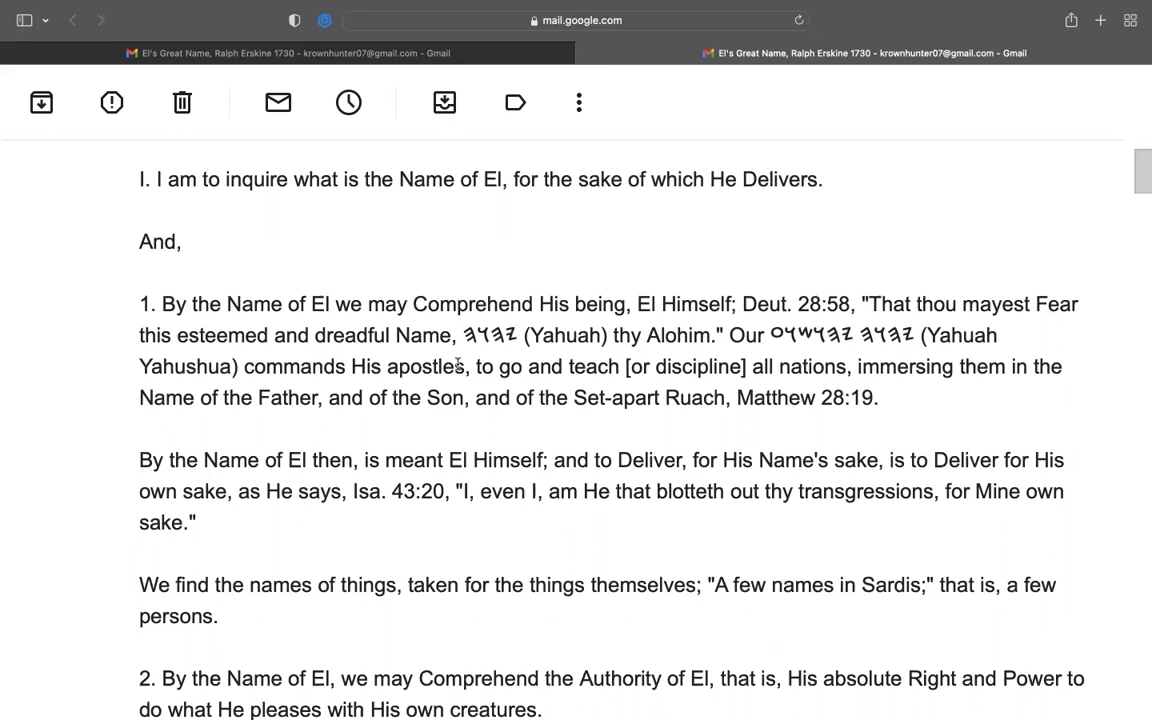 mail.google.com
El's Great Name, Ralph Erskine 1730 - krownhunter07@gmail.com - Gmail
El's Great Name, Ralph Erskine 1730 - krownhunter07@gmail.com - Gmail
I. I am to inquire what is the Name of El, for the sake of which He Delivers.
And,
1. By the Name of El we may Comprehend His being, El Himself; Deut. 28:58, "That thou mayest Fear
this esteemed and dreadful Name, 𐤉𐤄𐤅𐤄 (Yahuah) thy Alohim." Our 𐤉𐤄𐤅𐤔𐤅𐤏 𐤉𐤄𐤅𐤄 (Yahuah
Yahushua) commands His apostles, to go and teach [or discipline] all nations, immersing them in the
Name of the Father, and of the Son, and of the Set-apart Ruach, Matthew 28:19.
By the Name of El then, is meant El Himself; and to Deliver, for His Name's sake, is to Deliver for His
own sake, as He says, Isa. 43:20, "I, even I, am He that blotteth out thy transgressions, for Mine own
sake."
We find the names of things, taken for the things themselves; "A few names in Sardis;" that is, a few
persons.
2. By the Name of El, we may Comprehend the Authority of El, that is, His absolute Right and Power to
do what He pleases with His own creatures.